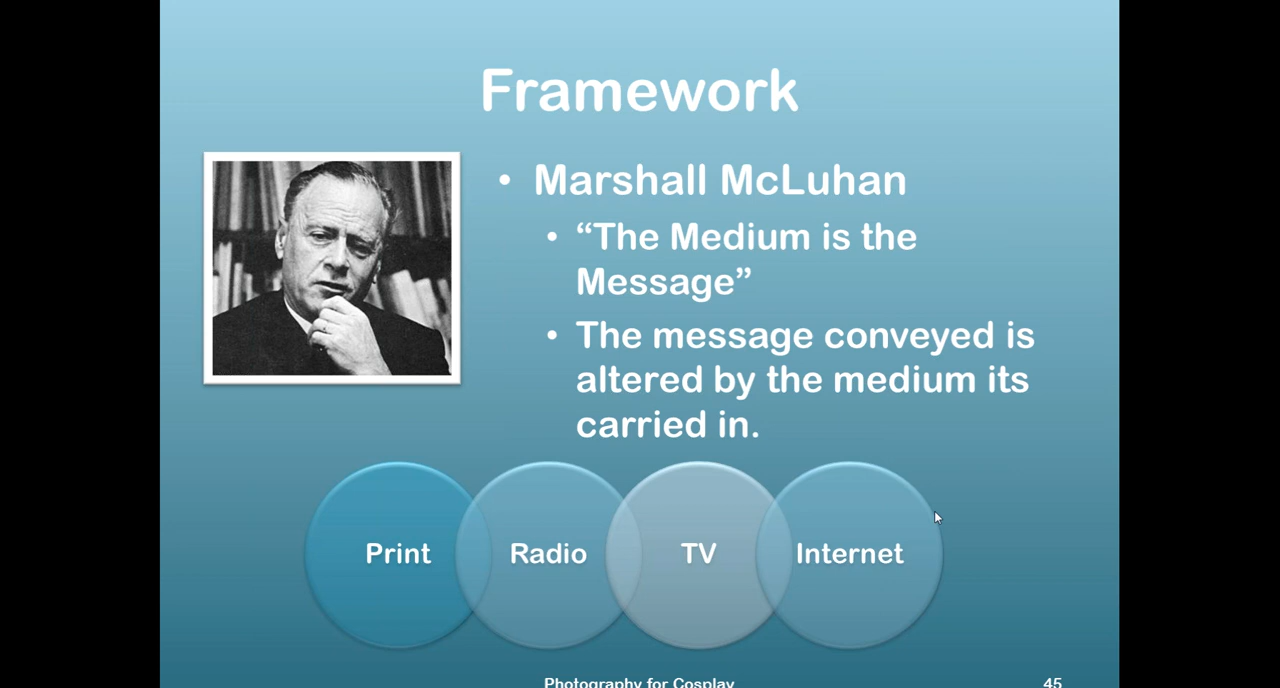 Framework
• Marshall McLuhan
• “The Medium is the
Message”
• The message conveyed is
altered by the medium its
carried in.
Print Radio TV Internet
Photography for Cosplay 45